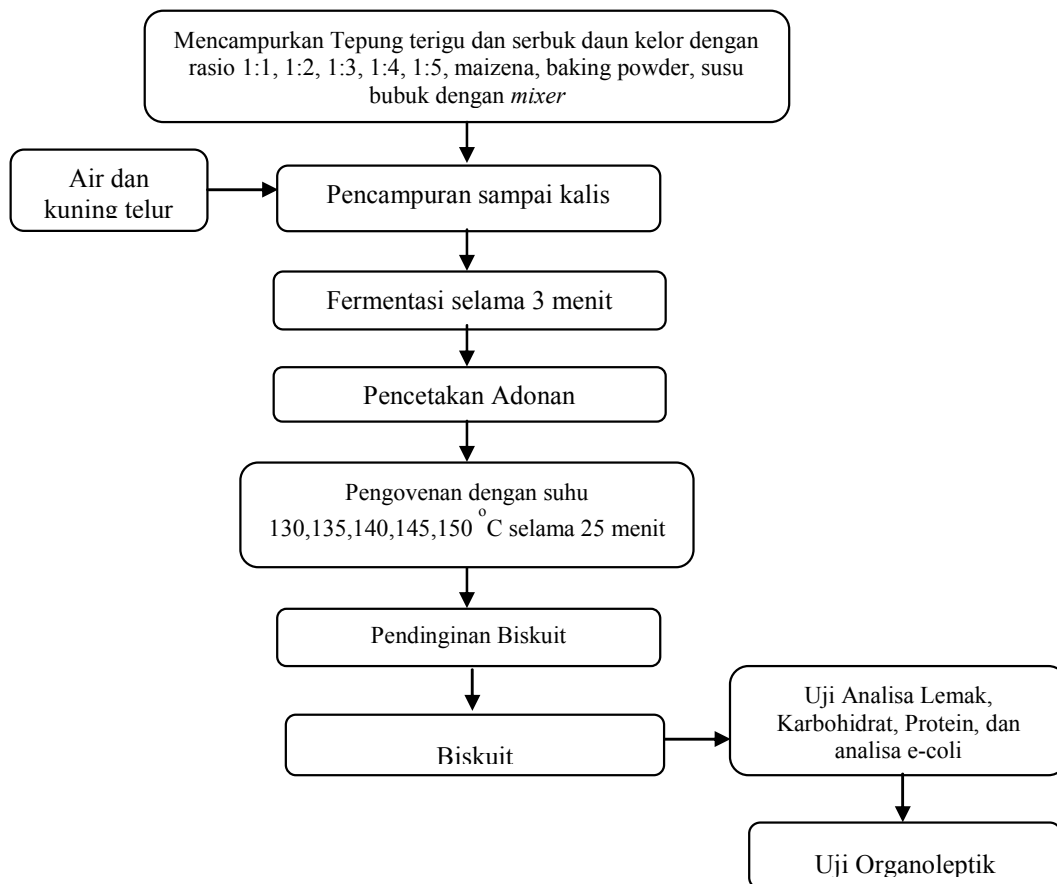 Mencampurkan Tepung terigu dan serbuk daun kelor dengan
rasio 1:1, 1:2, 1:3, 1:4, 1:5, maizena, baking powder, susu
bubuk dengan mixer
Air dan
kuning telur
Pencampuran sampai kalis
Fermentasi selama 3 menit
Pencetakan Adonan
Pengovenan dengan suhu
130,135,140,145,150 °C selama 25 menit
Pendinginan Biskuit
Biskuit
Uji Analisa Lemak,
Karbohidrat, Protein, dan
analisa e-coli
Uji Organoleptik